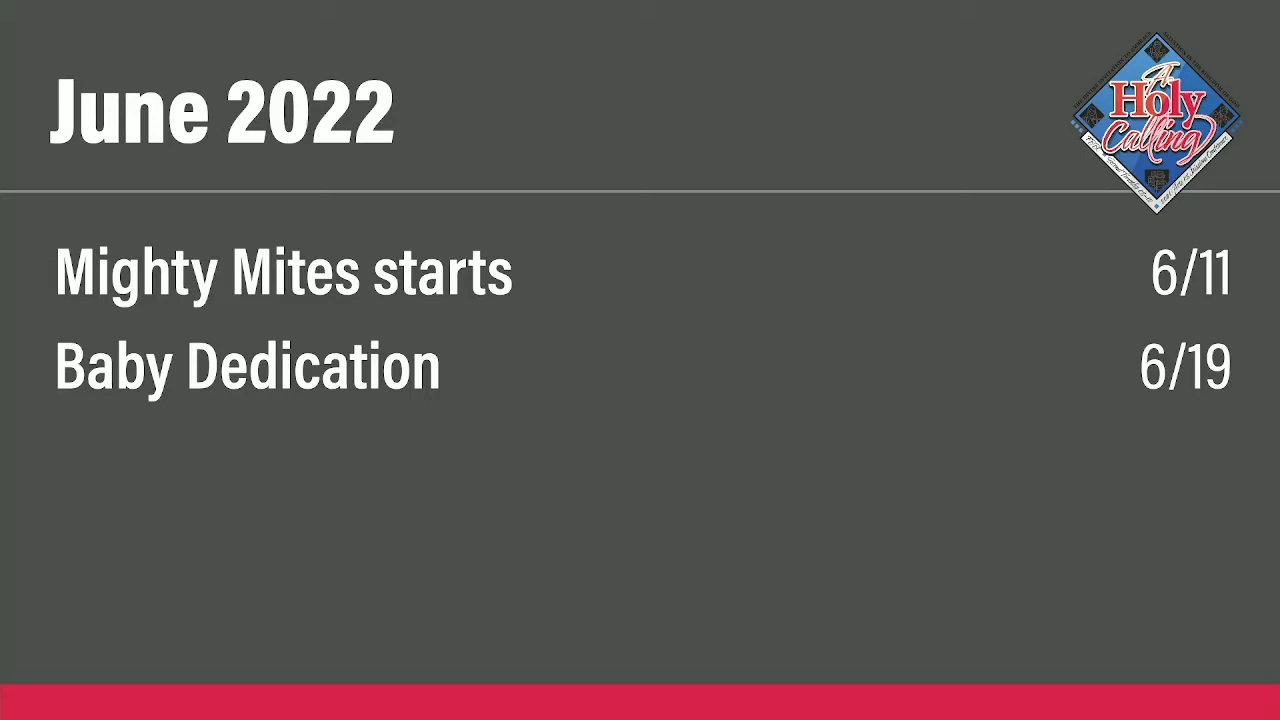 June 2022
A
Holy
Calling
Mighty Mites starts 6/11
Baby Dedication 6/19